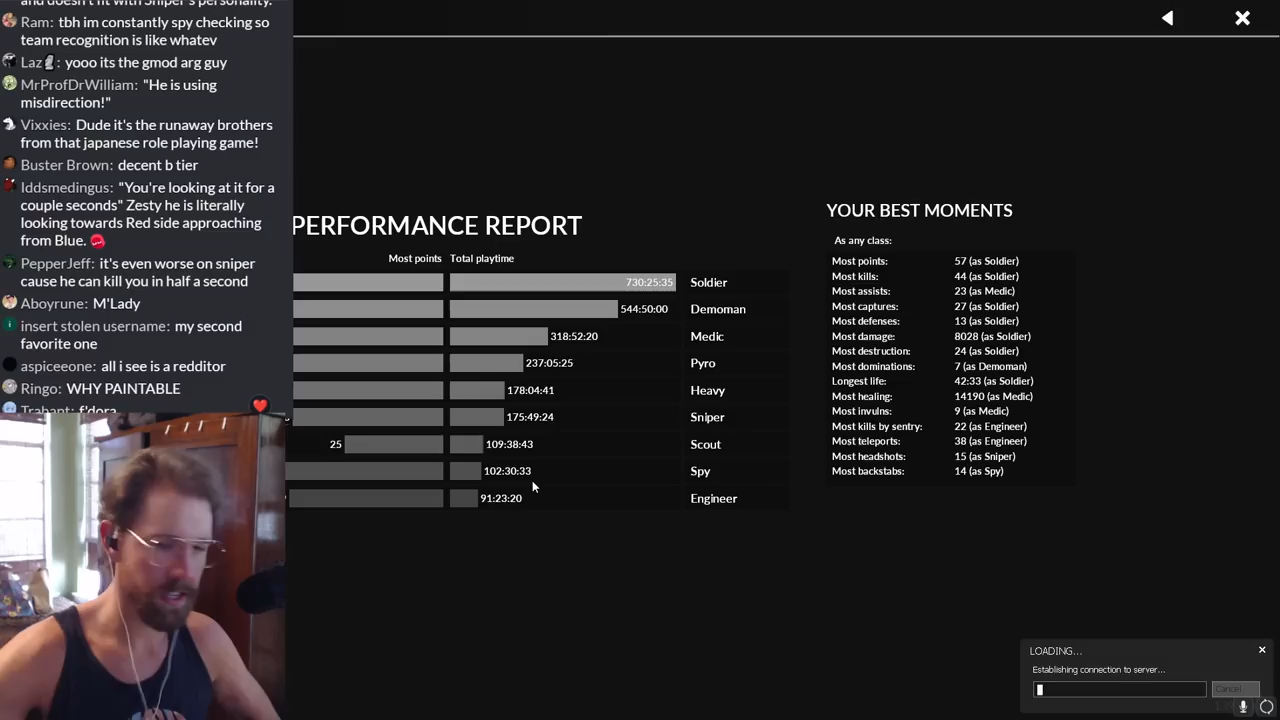 and doesn't fit with Sniper's personality.
Ram: tbh im constantly spy checking so
team recognition is like whatev
Laz: yooo its the gmod arg guy
MrProfDrWilliam: "He is using
misdirection!"
Vixxies: Dude it's the runaway brothers
from that japanese role playing game!
Buster Brown: decent b tier
Iddsmedingus: "You're looking at it for a
couple seconds" Zesty he is literally
looking towards Red side approaching
from Blue.
PepperJeff: it's even worse on sniper
cause he can kill you in half a second
Aboyrune: M'Lady
insert stolen username: my second
favorite one
aspiceeone: all i see is a redditor
Ringo: WHY PAINTABLE
Trabant: f'dora
PERFORMANCE REPORT
Most points Total playtime
730:25:35 Soldier
544:50:00 Demoman
318:52:20 Medic
237:05:25 Pyro
178:04:41 Heavy
175:49:24 Sniper
25 109:38:43 Scout
102:30:33 Spy
91:23:20 Engineer
YOUR BEST MOMENTS
As any class:
Most points: 57 (as Soldier)
Most kills: 44 (as Soldier)
Most assists: 23 (as Medic)
Most captures: 27 (as Soldier)
Most defenses: 13 (as Soldier)
Most damage: 8028 (as Soldier)
Most destruction: 24 (as Soldier)
Most dominations: 7 (as Demoman)
Longest life: 42:33 (as Soldier)
Most healing: 14190 (as Medic)
Most invulns: 9 (as Medic)
Most kills by sentry: 22 (as Engineer)
Most teleports: 38 (as Engineer)
Most headshots: 15 (as Sniper)
Most backstabs: 14 (as Spy)
LOADING...
Establishing connection to server...
Cancel